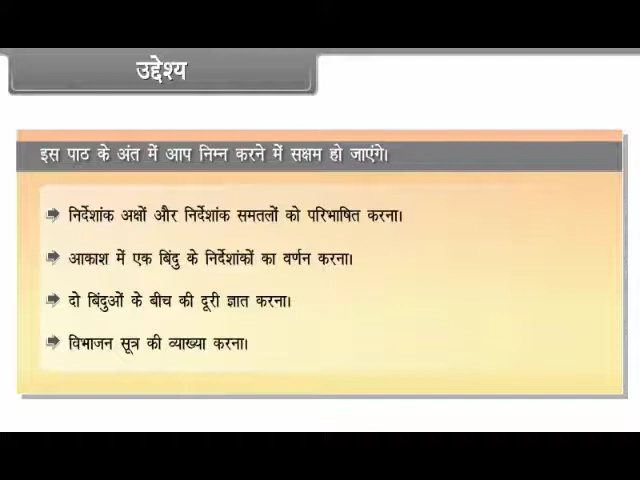 उद्देश्य
इस पाठ के अंत में आप निम्न करने में सक्षम हो जाएंगे।
निर्देशांक अक्षों और निर्देशांक समतलों को परिभाषित करना।
आकाश में एक बिंदु के निर्देशांकों का वर्णन करना।
दो बिंदुओं के बीच की दूरी ज्ञात करना।
विभाजन सूत्र की व्याख्या करना।